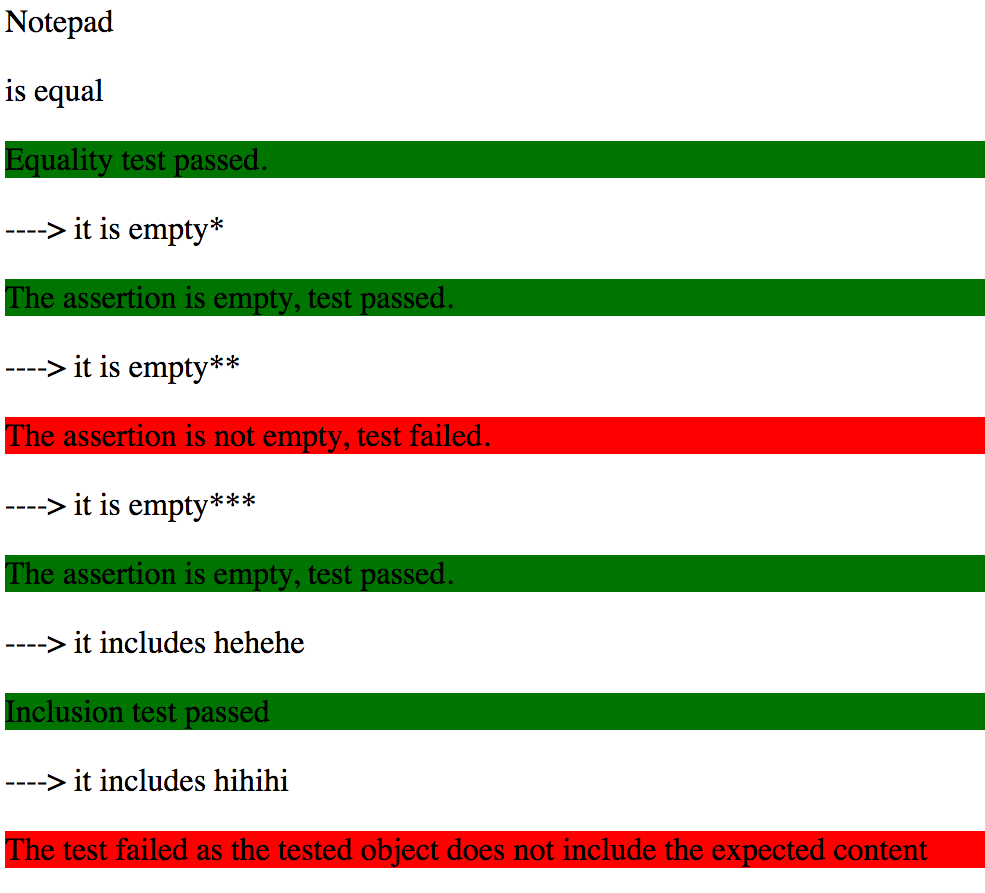 Notepad
is equal
Equality test passed.
----> it is empty*
The assertion is empty, test passed.
----> it is empty**
The assertion is not empty, test failed.
----> it is empty***
The assertion is empty, test passed.
----> it includes hehehe
Inclusion test passed
----> it includes hihihi
The test failed as the tested object does not include the expected content